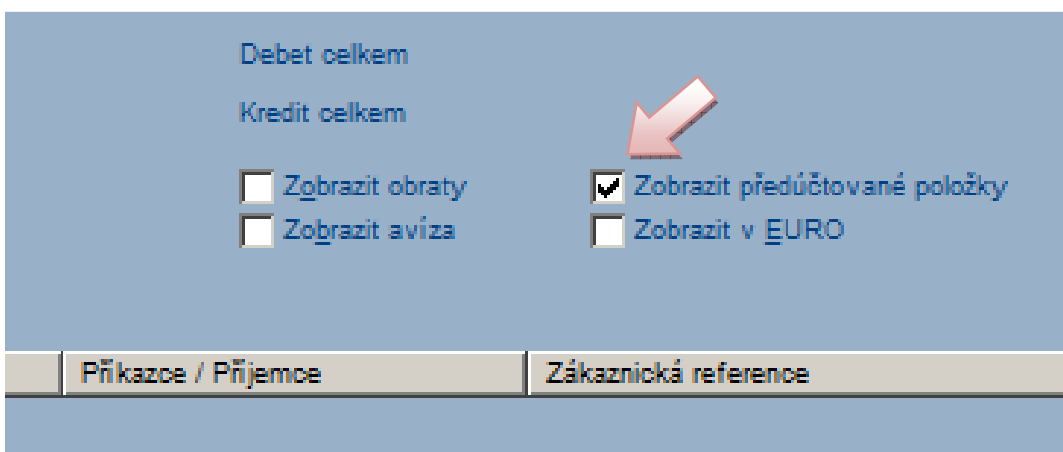 Debet celkem
Kredit celkem
Zobrazit obraty
Zobrazit předúčtované položky
Zobrazit avíza
Zobrazit v EURO
Příkazce / Příjemce
Zákaznická reference